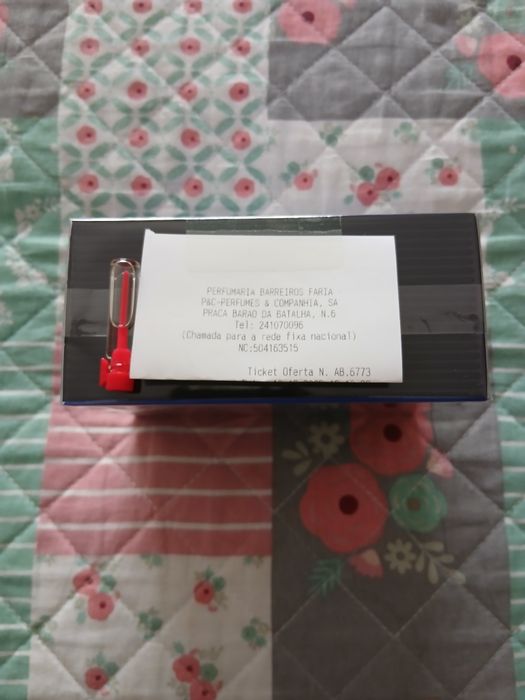 PERFUMARIA BARREIROS FARIA
P&C-PERFUMES & COMPANHIA, SA
PRACA BARAO DA BATALHA, N.6
Tel: 241070096
(Chamada para a rede fixa nacional)
NC:504163515
Ticket Oferta N. AB.6773